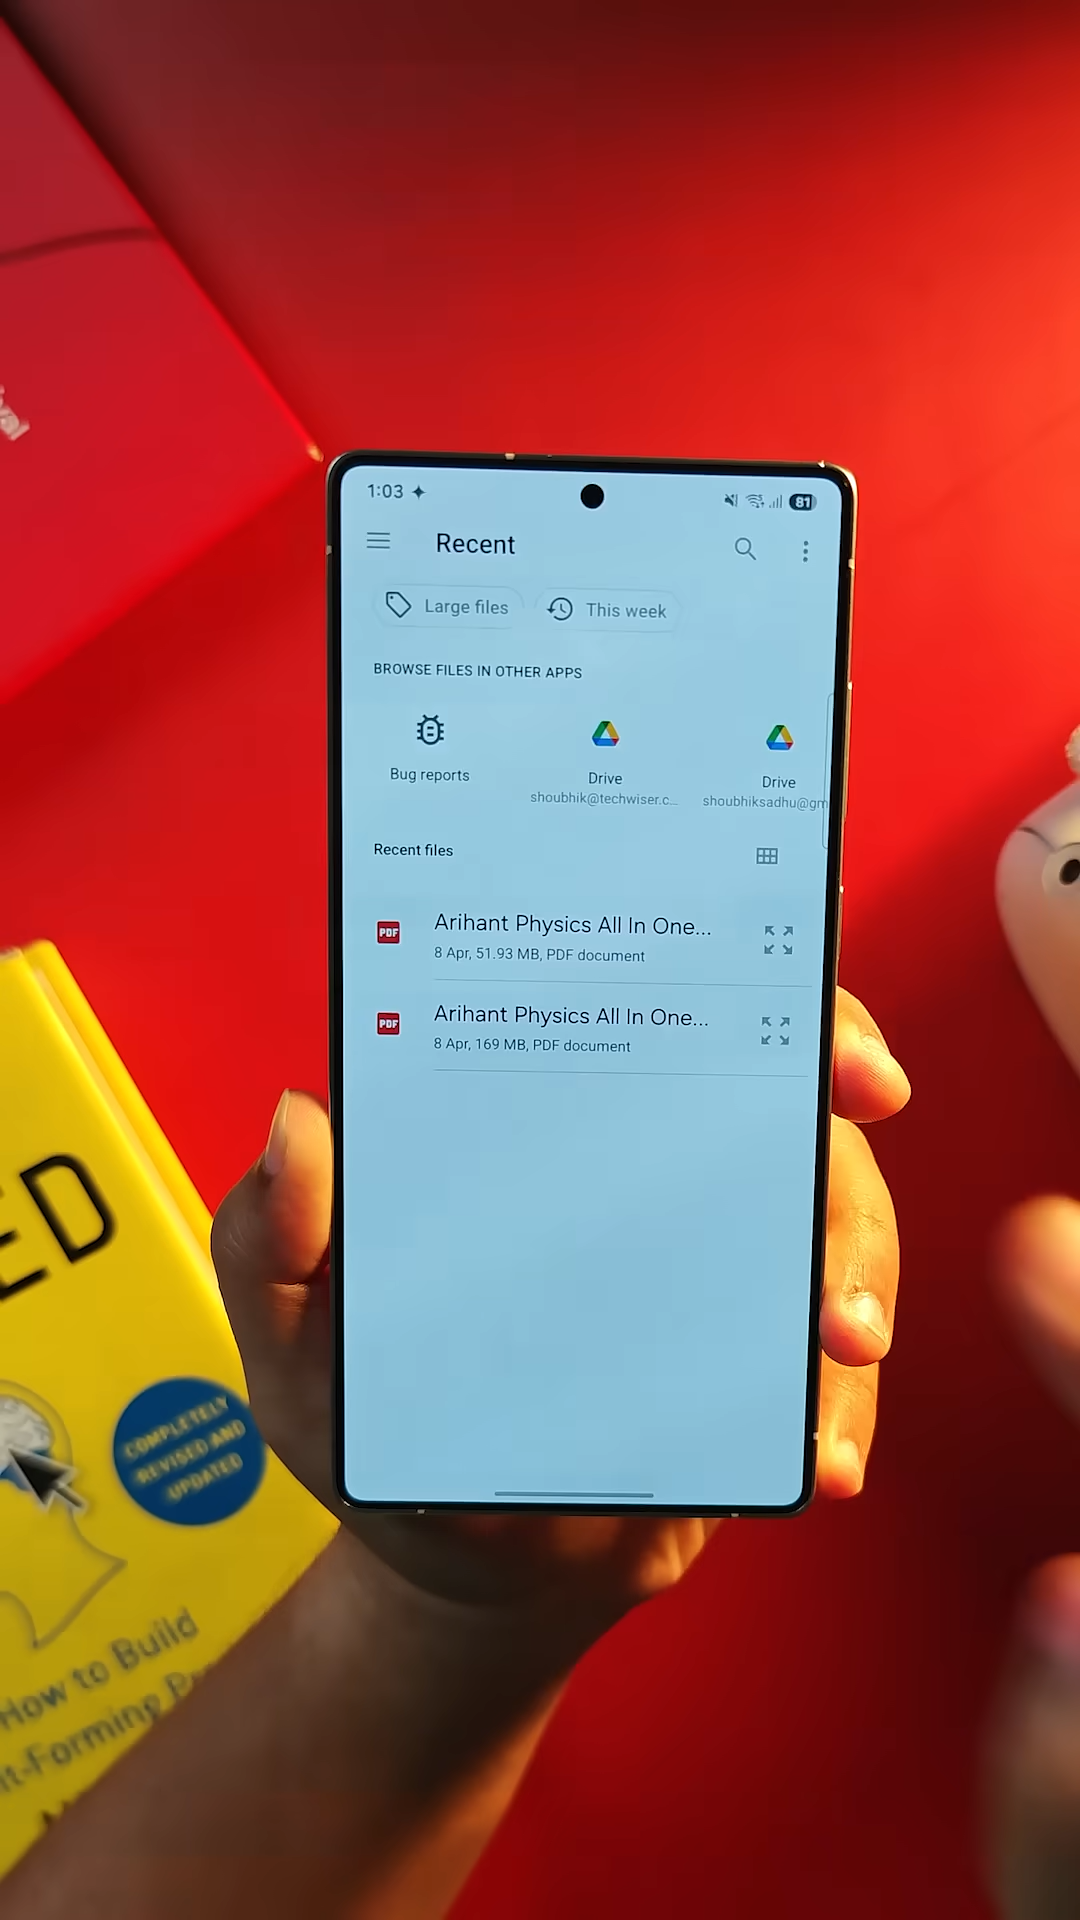 1:03
81
Recent
Large files
This week
BROWSE FILES IN OTHER APPS
Bug reports
Drive
shoubhik@techwiser.c...
Drive
shoubhiksadhu@gm
Recent files
PDF
Arihant Physics All In One...
8 Apr, 51.93 MB, PDF document
PDF
Arihant Physics All In One...
8 Apr, 169 MB, PDF document
ED
COMPLETELY
REVISED AND
UPDATED
How to Build
it-Forming